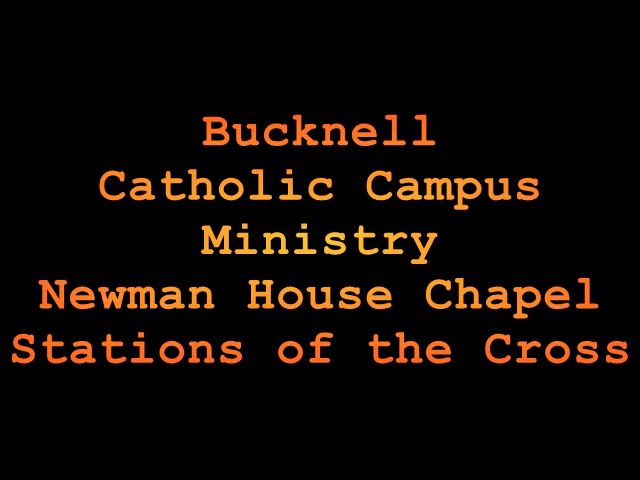 Bucknell
Catholic Campus
Ministry
Newman House Chapel
Stations of the Cross